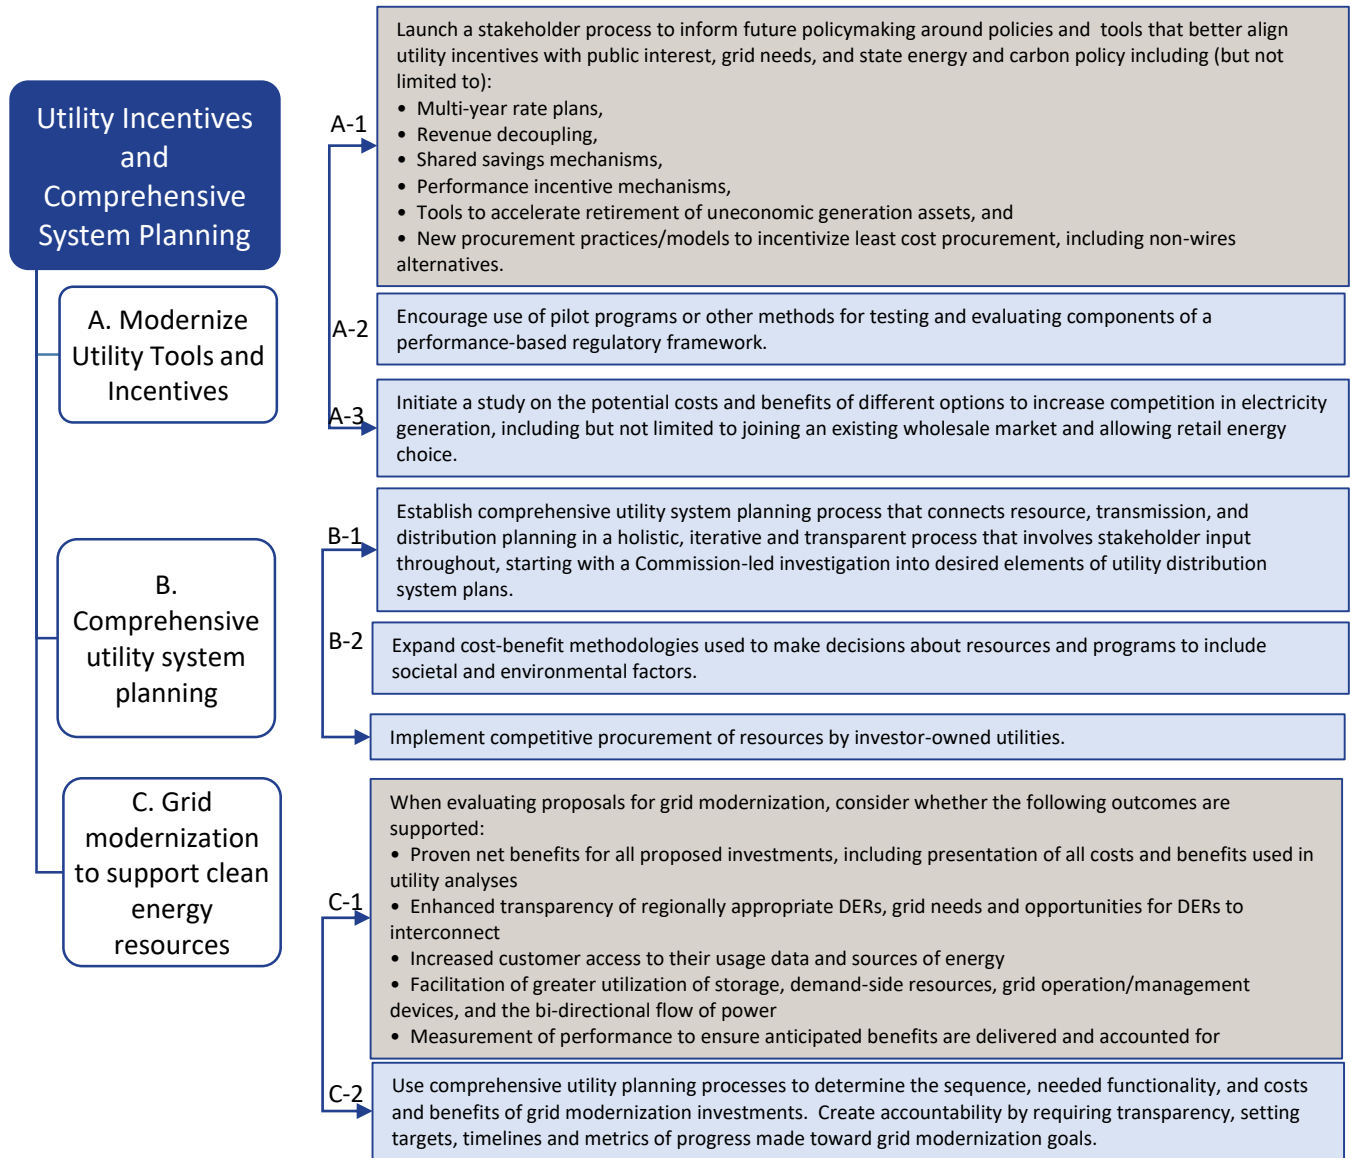 Utility Incentives
and
Comprehensive
System Planning
A. Modernize
Utility Tools and
Incentives
A-1
Launch a stakeholder process to inform future policymaking around policies and  tools that better align
utility incentives with public interest, grid needs, and state energy and carbon policy including (but not
limited to):
• Multi-year rate plans,
• Revenue decoupling,
• Shared savings mechanisms,
• Performance incentive mechanisms,
• Tools to accelerate retirement of uneconomic generation assets, and
• New procurement practices/models to incentivize least cost procurement, including non-wires
alternatives.
A-2
Encourage use of pilot programs or other methods for testing and evaluating components of a
performance-based regulatory framework.
A-3
Initiate a study on the potential costs and benefits of different options to increase competition in electricity
generation, including but not limited to joining an existing wholesale market and allowing retail energy
choice.
B.
Comprehensive
utility system
planning
B-1
Establish comprehensive utility system planning process that connects resource, transmission, and
distribution planning in a holistic, iterative and transparent process that involves stakeholder input
throughout, starting with a Commission-led investigation into desired elements of utility distribution
system plans.
B-2
Expand cost-benefit methodologies used to make decisions about resources and programs to include
societal and environmental factors.
Implement competitive procurement of resources by investor-owned utilities.
C. Grid
modernization
to support clean
energy
resources
C-1
When evaluating proposals for grid modernization, consider whether the following outcomes are
supported:
• Proven net benefits for all proposed investments, including presentation of all costs and benefits used in
utility analyses
• Enhanced transparency of regionally appropriate DERs, grid needs and opportunities for DERs to
interconnect
• Increased customer access to their usage data and sources of energy
• Facilitation of greater utilization of storage, demand-side resources, grid operation/management
devices, and the bi-directional flow of power
• Measurement of performance to ensure anticipated benefits are delivered and accounted for
C-2
Use comprehensive utility planning processes to determine the sequence, needed functionality, and costs
and benefits of grid modernization investments.  Create accountability by requiring transparency, setting
targets, timelines and metrics of progress made toward grid modernization goals.